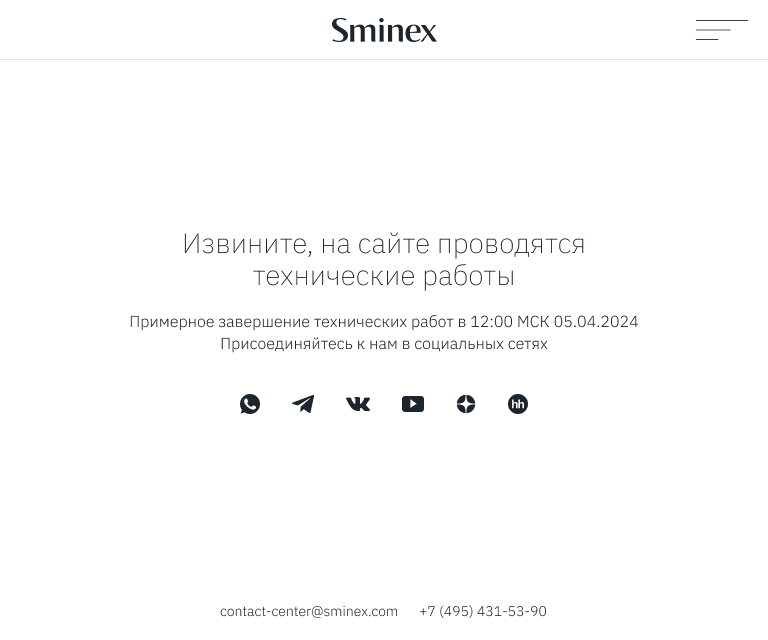 Sminex
Извините, на сайте проводятся
технические работы
Примерное завершение технических работ в 12:00 МСК 05.04.2024
Присоединяйтесь к нам в социальных сетях
hh
contact-center@sminex.com +7 (495) 431-53-90